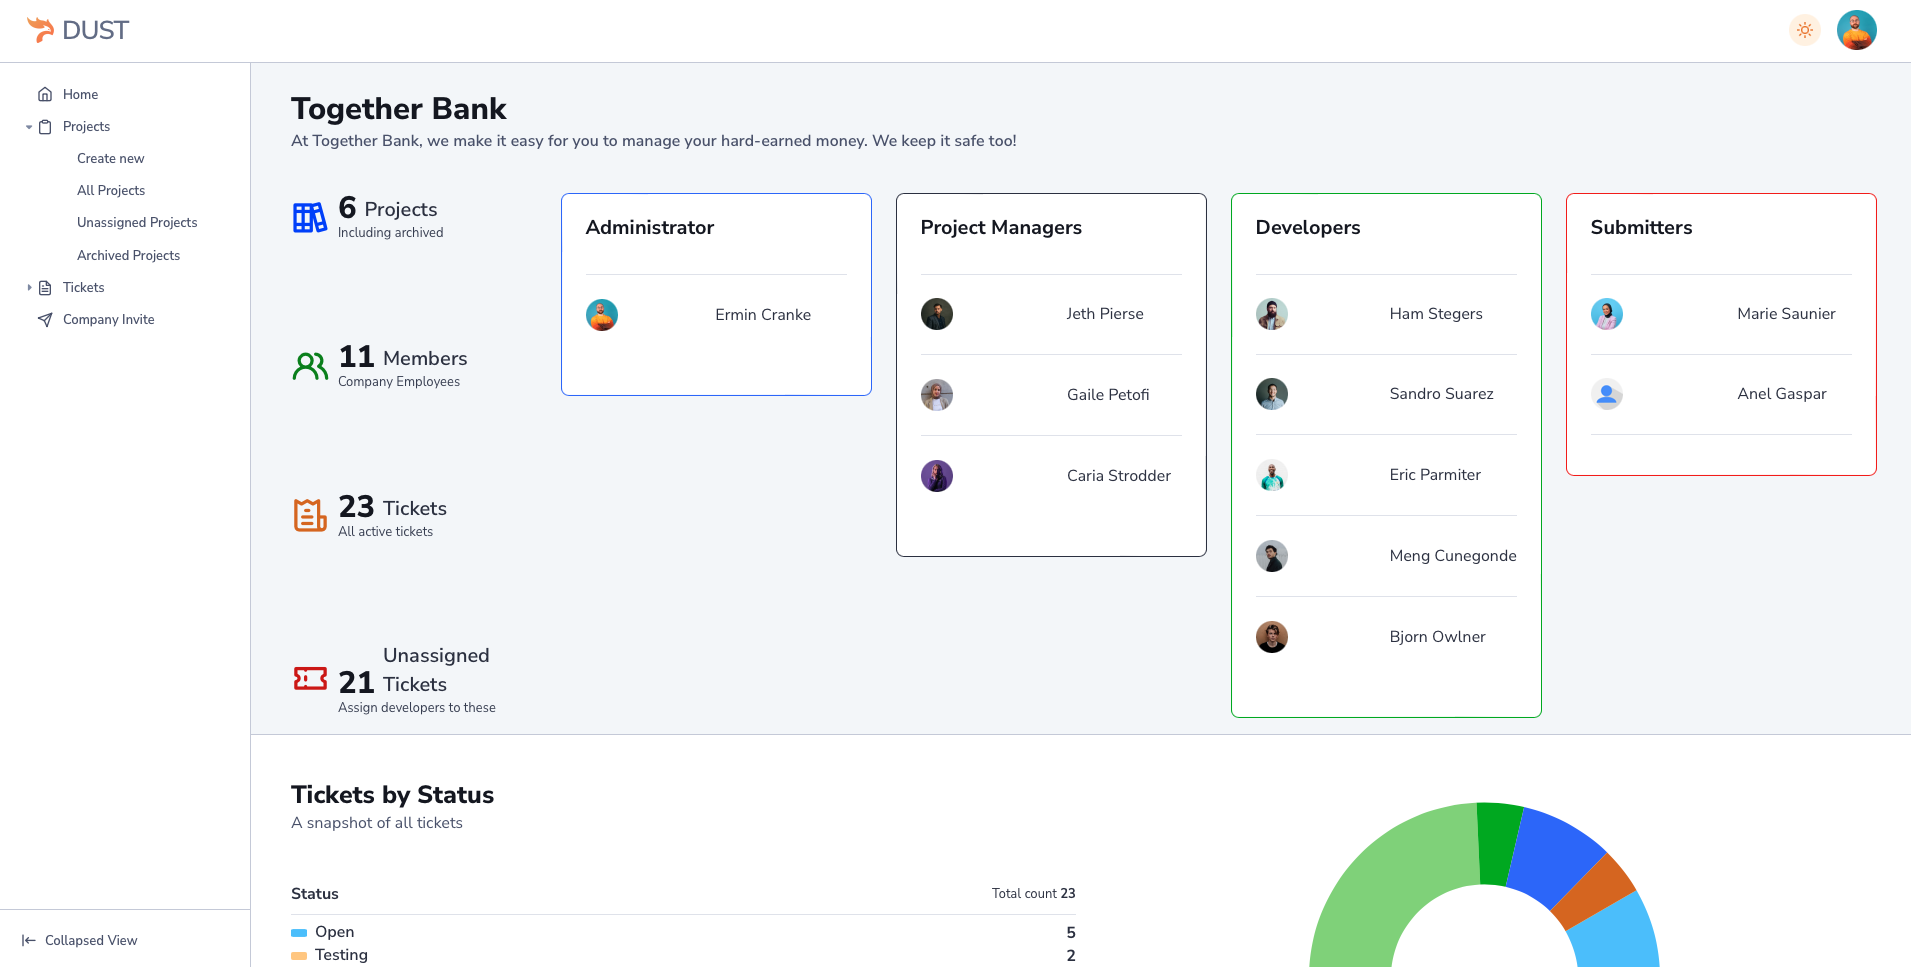 DUST
Home
Projects
Create new
All Projects
Unassigned Projects
Archived Projects
Tickets
Company Invite
Collapsed View
Together Bank
At Together Bank, we make it easy for you to manage your hard-earned money. We keep it safe too!
6 Projects
Including archived
11 Members
Company Employees
23 Tickets
All active tickets
21 Unassigned
Tickets
Assign developers to these
Administrator
Ermin Cranke
Project Managers
Jeth Pierse
Gaile Petofi
Caria Strodder
Developers
Ham Stegers
Sandro Suarez
Eric Parmiter
Meng Cunegonde
Bjorn Owlner
Submitters
Marie Saunier
Anel Gaspar
Tickets by Status
A snapshot of all tickets
Status Total count 23
Open 5
Testing 2